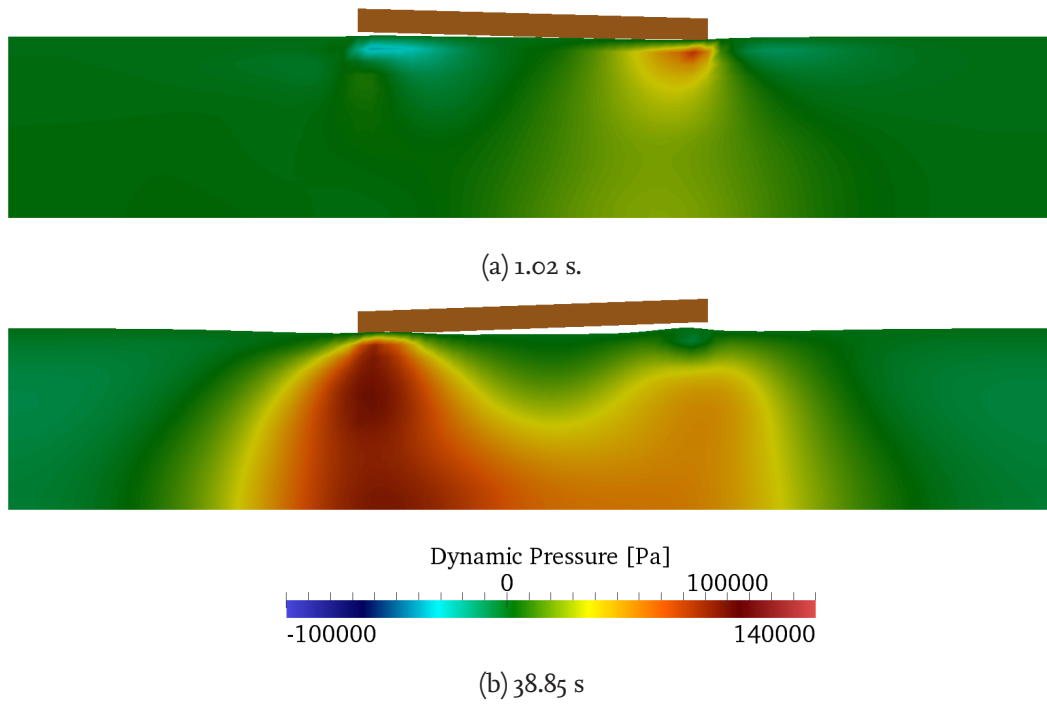 (a) 1.02 s.
Dynamic Pressure [Pa]
0 100000
-100000 140000
(b) 38.85 s